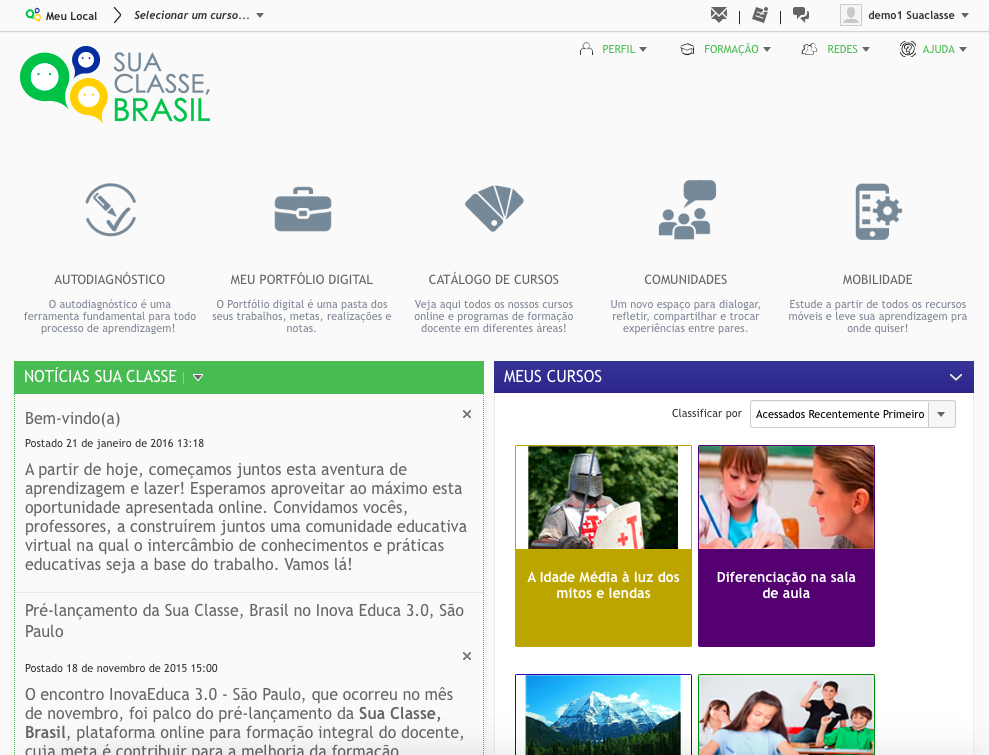 Meu Local
Selecionar um curso...
demo1 Suaclasse
PERFIL
FORMAÇÃO
REDES
AJUDA
SUA
CLASSE,
BRASIL
AUTODIAGNÓSTICO
O autodiagnóstico é uma
ferramenta fundamental para todo
processo de aprendizagem!
MEU PORTFÓLIO DIGITAL
O Portfólio digital é uma pasta dos
seus trabalhos, metas, realizações e
notas.
CATÁLOGO DE CURSOS
Veja aqui todos os nossos cursos
online e programas de formação
docente em diferentes áreas!
COMUNIDADES
Um novo espaço para dialogar,
refletir, compartilhar e trocar
experiências entre pares.
MOBILIDADE
Estude a partir de todos os recursos
móveis e leve sua aprendizagem pra
onde quiser!
NOTÍCIAS SUA CLASSE
Bem-vindo(a)
Postado 21 de janeiro de 2016 13:18
A partir de hoje, começamos juntos esta aventura de
aprendizagem e lazer! Esperamos aproveitar ao máximo esta
oportunidade apresentada online. Convidamos vocês,
professores, a construírem juntos uma comunidade educativa
virtual na qual o intercâmbio de conhecimentos e práticas
educativas seja a base do trabalho. Vamos lá!
Pré-lançamento da Sua Classe, Brasil no Inova Educa 3.0, São
Paulo
Postado 18 de novembro de 2015 15:00
O encontro InovaEduca 3.0 - São Paulo, que ocorreu no mês
de novembro, foi palco do pré-lançamento da Sua Classe,
Brasil, plataforma online para formação integral do docente,
cuja meta é contribuir para a melhoria da formação
MEUS CURSOS
Classificar por
Acessados Recentemente Primeiro
A Idade Média à luz dos
mitos e lendas
Diferenciação na sala
de aula